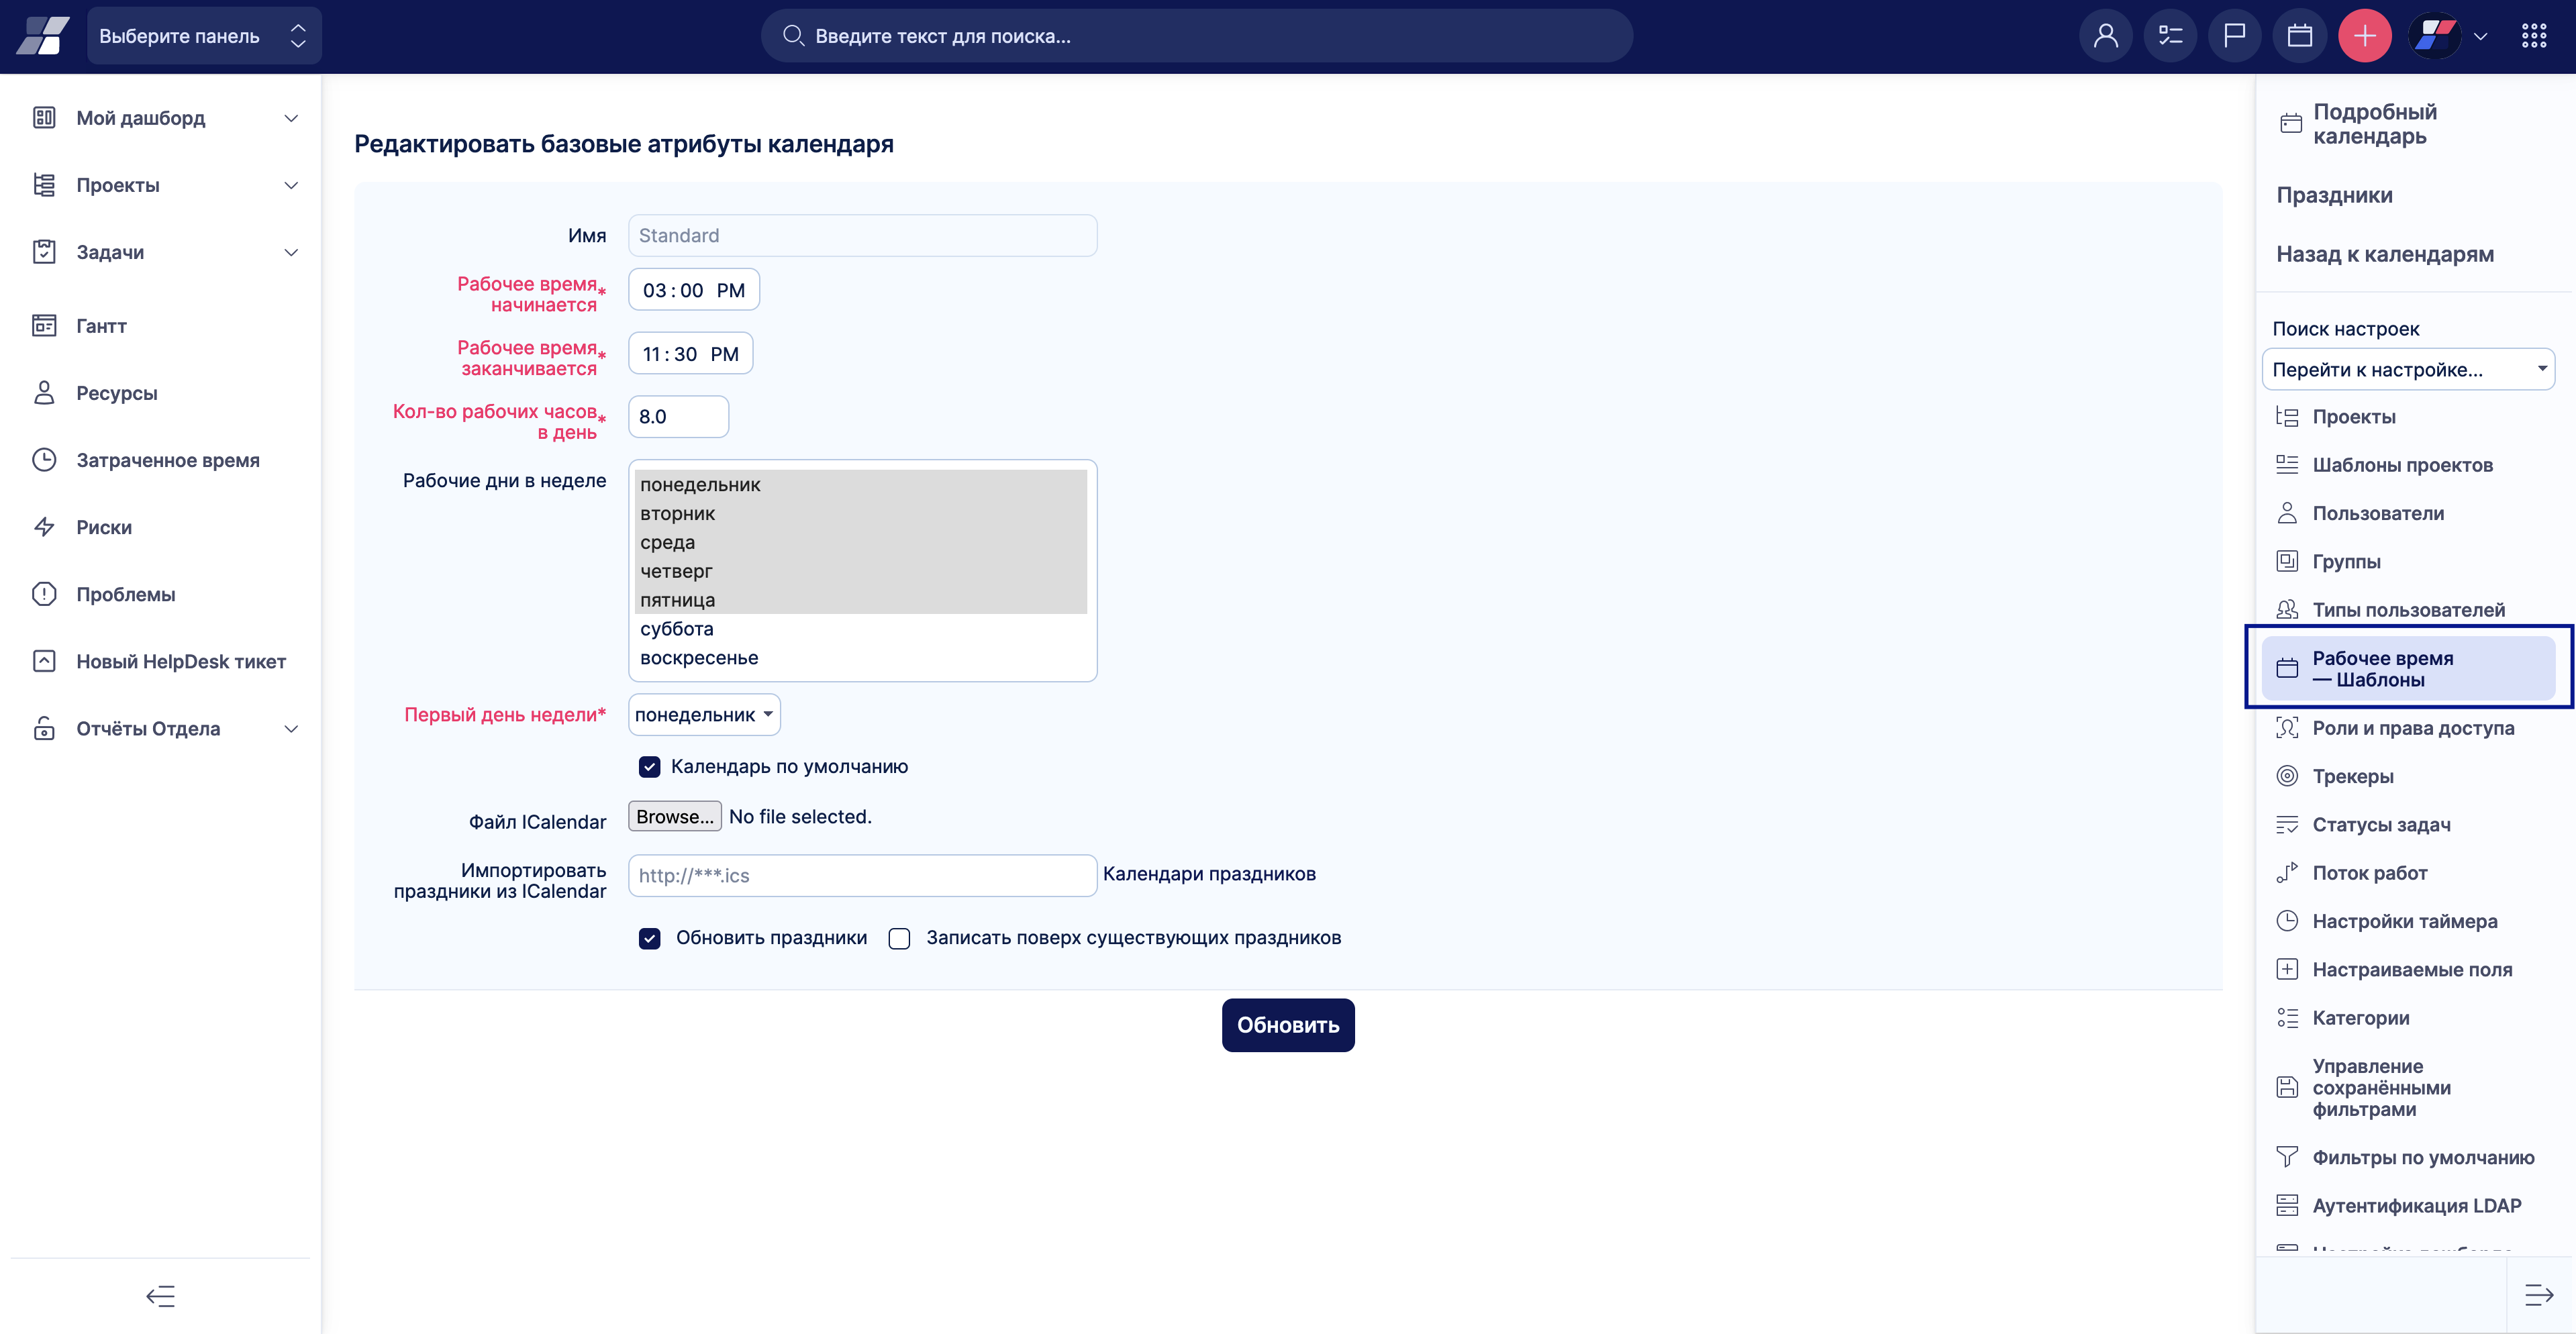 Выберите панель
Введите текст для поиска...
Мой дашборд
Проекты
Задачи
Гантт
Ресурсы
Затраченное время
Риски
Проблемы
Новый HelpDesk тикет
Отчёты Отдела
Редактировать базовые атрибуты календаря
Имя
Standard
Рабочее время*
начинается
03 : 00 PM
Рабочее время*
заканчивается
11 : 30 PM
Кол-во рабочих часов*
в день
8.0
Рабочие дни в неделе
понедельник
вторник
среда
четверг
пятница
суббота
воскресенье
Первый день недели*
понедельник
Календарь по умолчанию
Файл ICalendar
Browse... No file selected.
Импортировать
праздники из ICalendar
http://***.ics
Календари праздников
Обновить праздники
Записать поверх существующих праздников
Обновить
Подробный
календарь
Праздники
Назад к календарям
Поиск настроек
Перейти к настройке...
Проекты
Шаблоны проектов
Пользователи
Группы
Типы пользователей
Рабочее время
— Шаблоны
Роли и права доступа
Трекеры
Статусы задач
Поток работ
Настройки таймера
Настраиваемые поля
Категории
Управление
сохранёнными
фильтрами
Фильтры по умолчанию
Аутентификация LDAP